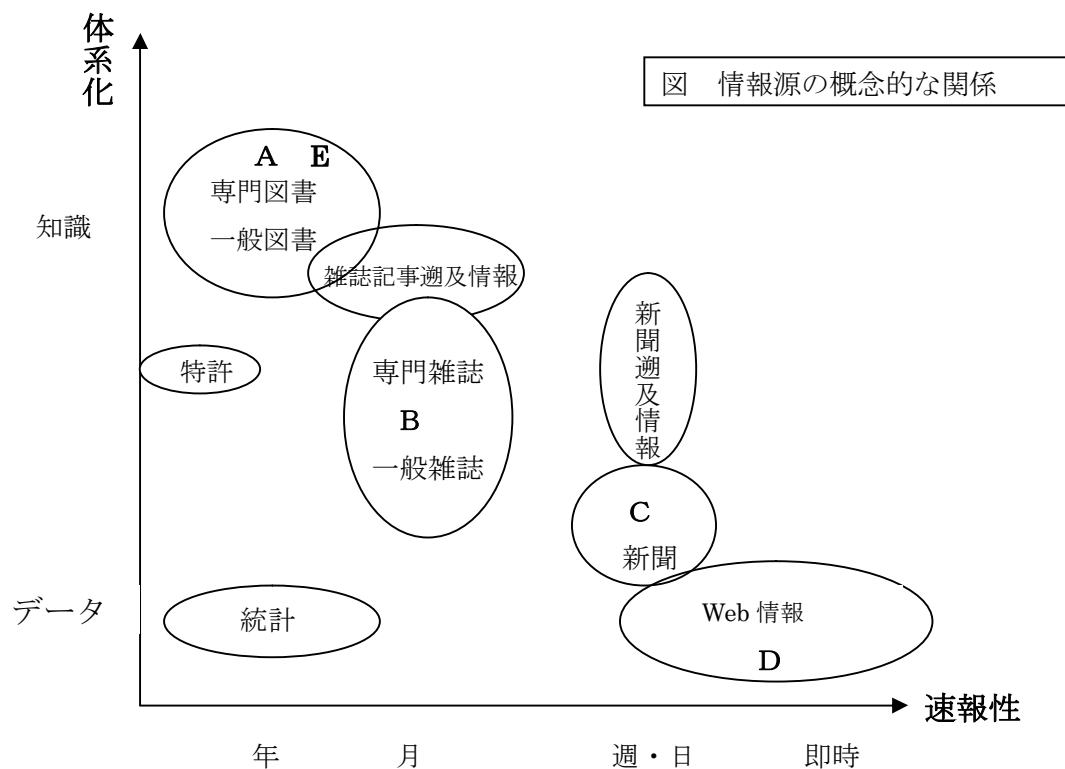 体系化
図 情報源の概念的な関係
A E
専門図書
一般図書
知識
雑誌記事遡及情報
新聞遡及情報
特許
専門雑誌
B
一般雑誌
C
新聞
データ
統計
Web 情報
D
速報性
年 月 週・日 即時